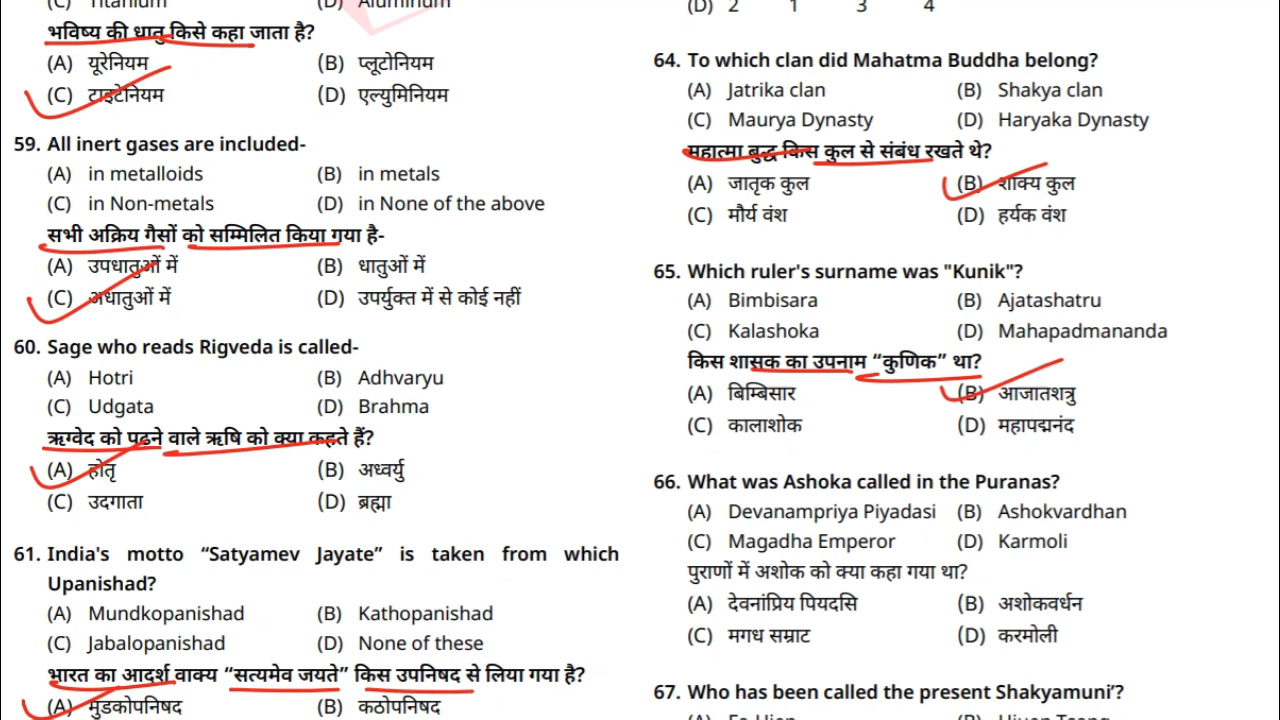 (C) Titanium (D) Aluminum
भविष्य की धातु किसे कहा जाता है?
(A) यूरेनियम (B) प्लूटोनियम
(C) टाइटेनियम (D) एल्युमिनियम
59. All inert gases are included-
(A) in metalloids (B) in metals
(C) in Non-metals (D) in None of the above
सभी अक्रिय गैसों को सम्मिलित किया गया है-
(A) उपधातुओं में (B) धातुओं में
(C) अधातुओं में (D) उपर्युक्त में से कोई नहीं
60. Sage who reads Rigveda is called-
(A) Hotri (B) Adhvaryu
(C) Udgata (D) Brahma
ऋग्वेद को पढने वाले ऋषि को क्या कहते हैं?
(A) होतृ (B) अध्वर्यु
(C) उदगाता (D) ब्रह्मा
61. India's motto “Satyamev Jayate” is taken from which
Upanishad?
(A) Mundkopanishad (B) Kathopanishad
(C) Jabalopanishad (D) None of these
भारत का आदर्श वाक्य “सत्यमेव जयते” किस उपनिषद से लिया गया है?
(A) मुंडकोपनिषद (B) कठोपनिषद
(D) 2 1 3 4
64. To which clan did Mahatma Buddha belong?
(A) Jatrika clan (B) Shakya clan
(C) Maurya Dynasty (D) Haryaka Dynasty
महात्मा बुद्ध किस कुल से संबंध रखते थे?
(A) जातृक कुल (B) शाक्य कुल
(C) मौर्य वंश (D) हर्यक वंश
65. Which ruler's surname was "Kunik"?
(A) Bimbisara (B) Ajatashatru
(C) Kalashoka (D) Mahapadmananda
किस शासक का उपनाम “कुणिक” था?
(A) बिम्बिसार (B) आजातशत्रु
(C) कालाशोक (D) महापद्मनंद
66. What was Ashoka called in the Puranas?
(A) Devanampriya Piyadasi (B) Ashokvardhan
(C) Magadha Emperor (D) Karmoli
पुराणों में अशोक को क्या कहा गया था?
(A) देवनांप्रिय पियदसि (B) अशोकवर्धन
(C) मगध सम्राट (D) करमोली
67. Who has been called the present Shakyamuni’?
(A) Fa-Hien (B) Hiuen Tsang